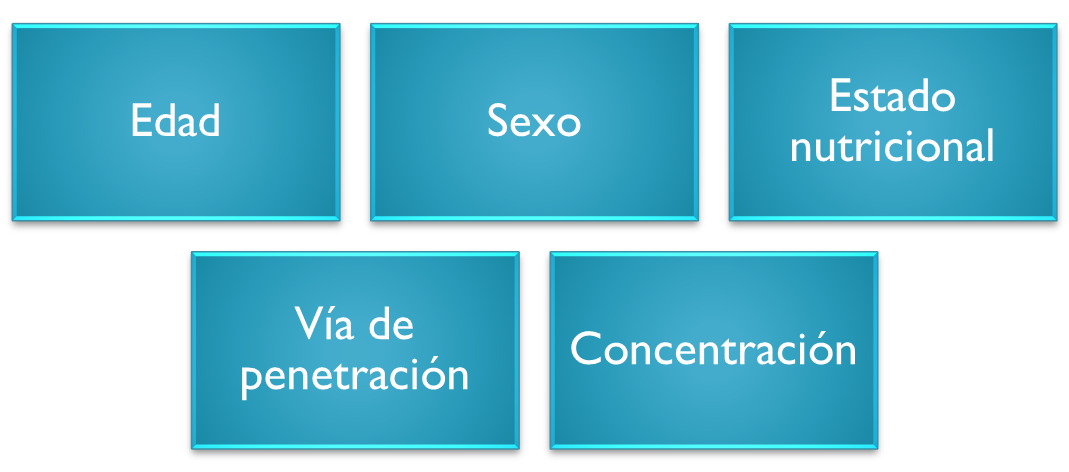 Edad
Sexo
Estado
nutricional
Vía de
penetración
Concentración